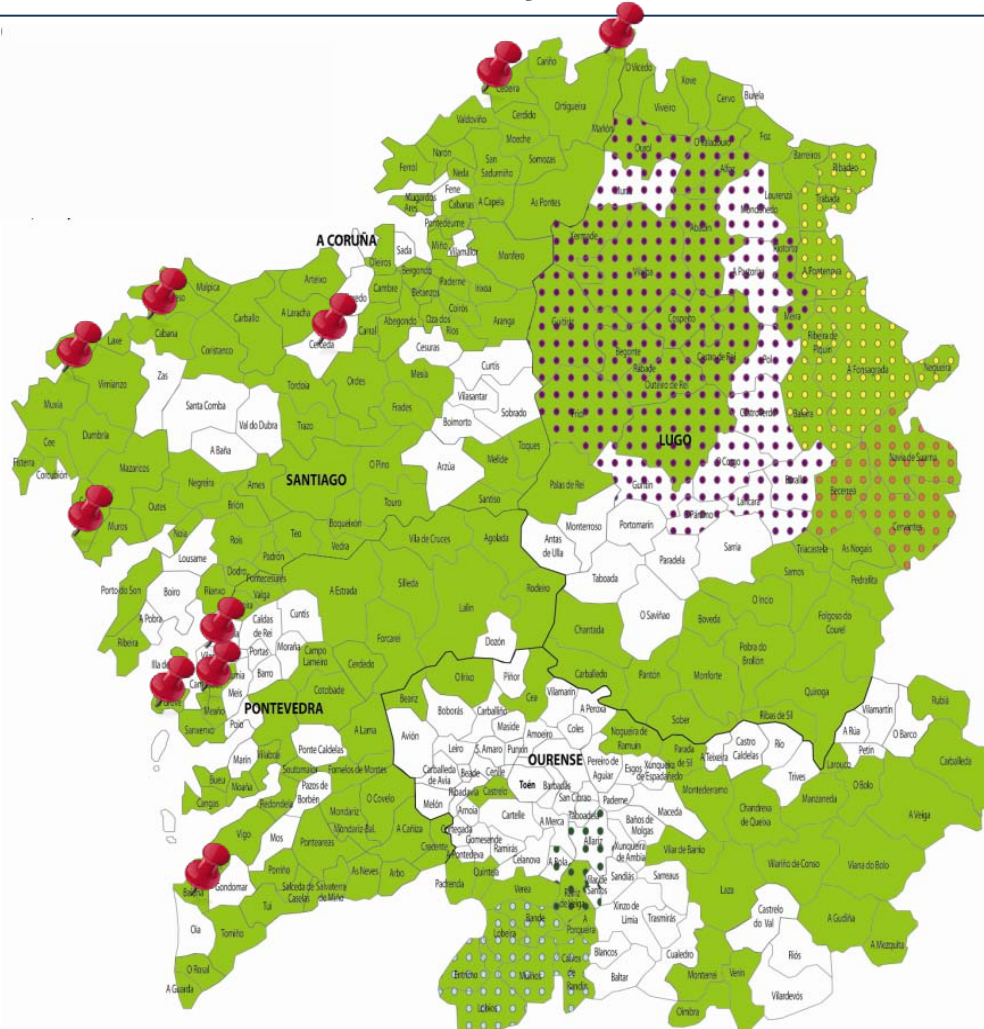 Cariño
O Vicedo
Xove
Cervo
Burela
Cedeira
Ortigueira
Viveiro
Valdoviño
Cerdido
Mañón
Foz
Moeche
Ourol
O Valadouro
Barreiros
Narón
San
Sadurniño
Somozas
Ribadeo
Ferrol
Neda
Alfoz
Fene
Lourenzá
Trabada
Mugardos
Ares
Cabanas
A Capela
As Pontes
Mondoñedo
Pontedeume
Abadín
A CORUÑA
Sada
Miño
Vilamaior
Monfero
Xermade
Riotorto
Oleiros
Bergondo
Vilalba
A Pastoriza
A Pontenova
Malpica
Arteixo
Cambre
Paderne
Betanzos
Irixoa
A Laracha
Coirós
Cabana
Carballo
Carral
Abegondo
Oza dos
Ríos
Aranga
Guitiriz
Cospeito
Meira
Ribeira de
Piquín
Laxe
Coristanco
Cerceda
Cesuras
Begonte
Castro de Rei
Pol
Negueira
Zas
Mesía
Curtis
Rábade
A Fonsagrada
Vimianzo
Tordoia
Ordes
Outeiro de Rei
Muxía
Santa Comba
Vilasantar
Val do Dubra
Trazo
Frades
Boimorto
Sobrado
Friol
Castroverde
Baleira
Dumbría
Cee
A Baña
LUGO
Toques
Navia de Suarna
Fisterra
Corcubión
Mazaricos
Arzúa
Melide
O Corgo
SANTIAGO
O Pino
Negreira
Ames
Palas de Rei
Guntín
Baralla
Becerreá
Outes
Brión
Touro
Santiso
Láncara
Muros
Boqueixón
O Páramo
Cervantes
Noia
Rois
Teo
Vedra
Vila de Cruces
Agolada
Monterroso
Portomarín
Antas
de Ulla
Sarria
Lousame
Padrón
Paradela
Triacastela
As Nogais
Dodro
Pontecesures
Samos
Porto do Son
Boiro
Rianxo
Valga
A Estrada
Silleda
Rodeiro
Taboada
Pedrafita
O Incio
A Pobra
Caldas
de Rei
Cuntis
Lalín
O Saviñao
Boveda
Folgoso do
Courel
Ribeira
Portas
Moraña
Forcarei
Chantada
Campo
Lameiro
Dozón
Pobra do
Brollón
Barro
Cerdedo
Meis
Piñor
Carballedo
Pantón
Monforte
Meaño
Cotobade
O Irixo
Quiroga
PONTEVEDRA
Beariz
Cea
Vilamarín
Rubiá
Sanxenxo
Poio
Boborás
Carballiño
A Peroxa
Sober
Ribas de Sil
Vilamartín
A Lama
Avión
Maside
Amoeiro
Coles
Nogueira de
Ramuín
A Rúa
O Barco
Marín
Ponte Caldelas
Leiro
S. Amaro
Punxín
Parada
de Sil
Castro
Caldelas
Río
Petín
Vilaboa
OURENSE
A Teixeira
Larouco
Bueu
Moaña
Soutomaior
Fornelos de Montes
Carballeda
de Avia
Beade
Cenlle
Toén
Barbadás
Pereiro de
Aguiar
Esgos
Xunqueira
de Espadañedo
Trives
Carballeda
Cangas
Redondela
Pazos de
Borbén
O Covelo
Ribadavia
Castrelo
Montederramo
Manzaneda
O Bolo
Mondariz
Melón
San Cibrao
Paderne
Vigo
Mos
Mondariz-Bal.
Arnoia
Cartelle
A Merca
Taboadela
Maceda
Chandrexa
de Queixa
A Veiga
Ponteareas
A Cañiza
Cortegada
Baños de
Molgas
Crecente
Gomesende
Ramirás
Allariz
A Pontedeva
Xunqueira
de Ambía
Porriño
As Neves
Arbo
Celanova
A Bola
Vilar de Barrio
Vilariño de Conso
Viana do Bolo
Gondomar
Salceda de
Caselas
Salvaterra
do Miño
Padrenda
Quintela
Vilar de
Santos
Sandiás
Sarreaus
Baiona
Tui
Verea
Laza
Xinzo de
Limia
Oia
Tomiño
Bande
Trasmirás
Castrelo
do Val
A Gudiña
Lobeira
A
Porqueira
A Mezquita
O Rosal
Blancos
Cualedro
Riós
A Guarda
Entrimo
Muíños
Calvos
de
Randín
Baltar
Monterrei
Verín
Vilardevós
Lobios
Oímbra